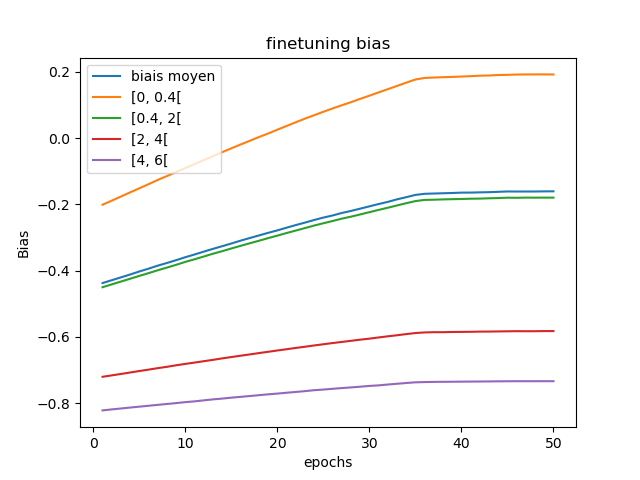 finetuning bias
biais moyen
[0, 0.4[
[0.4, 2[
[2, 4[
[4, 6[
Bias
0.2
0.0
−0.2
−0.4
−0.6
−0.8
0 10 20 30 40 50
epochs